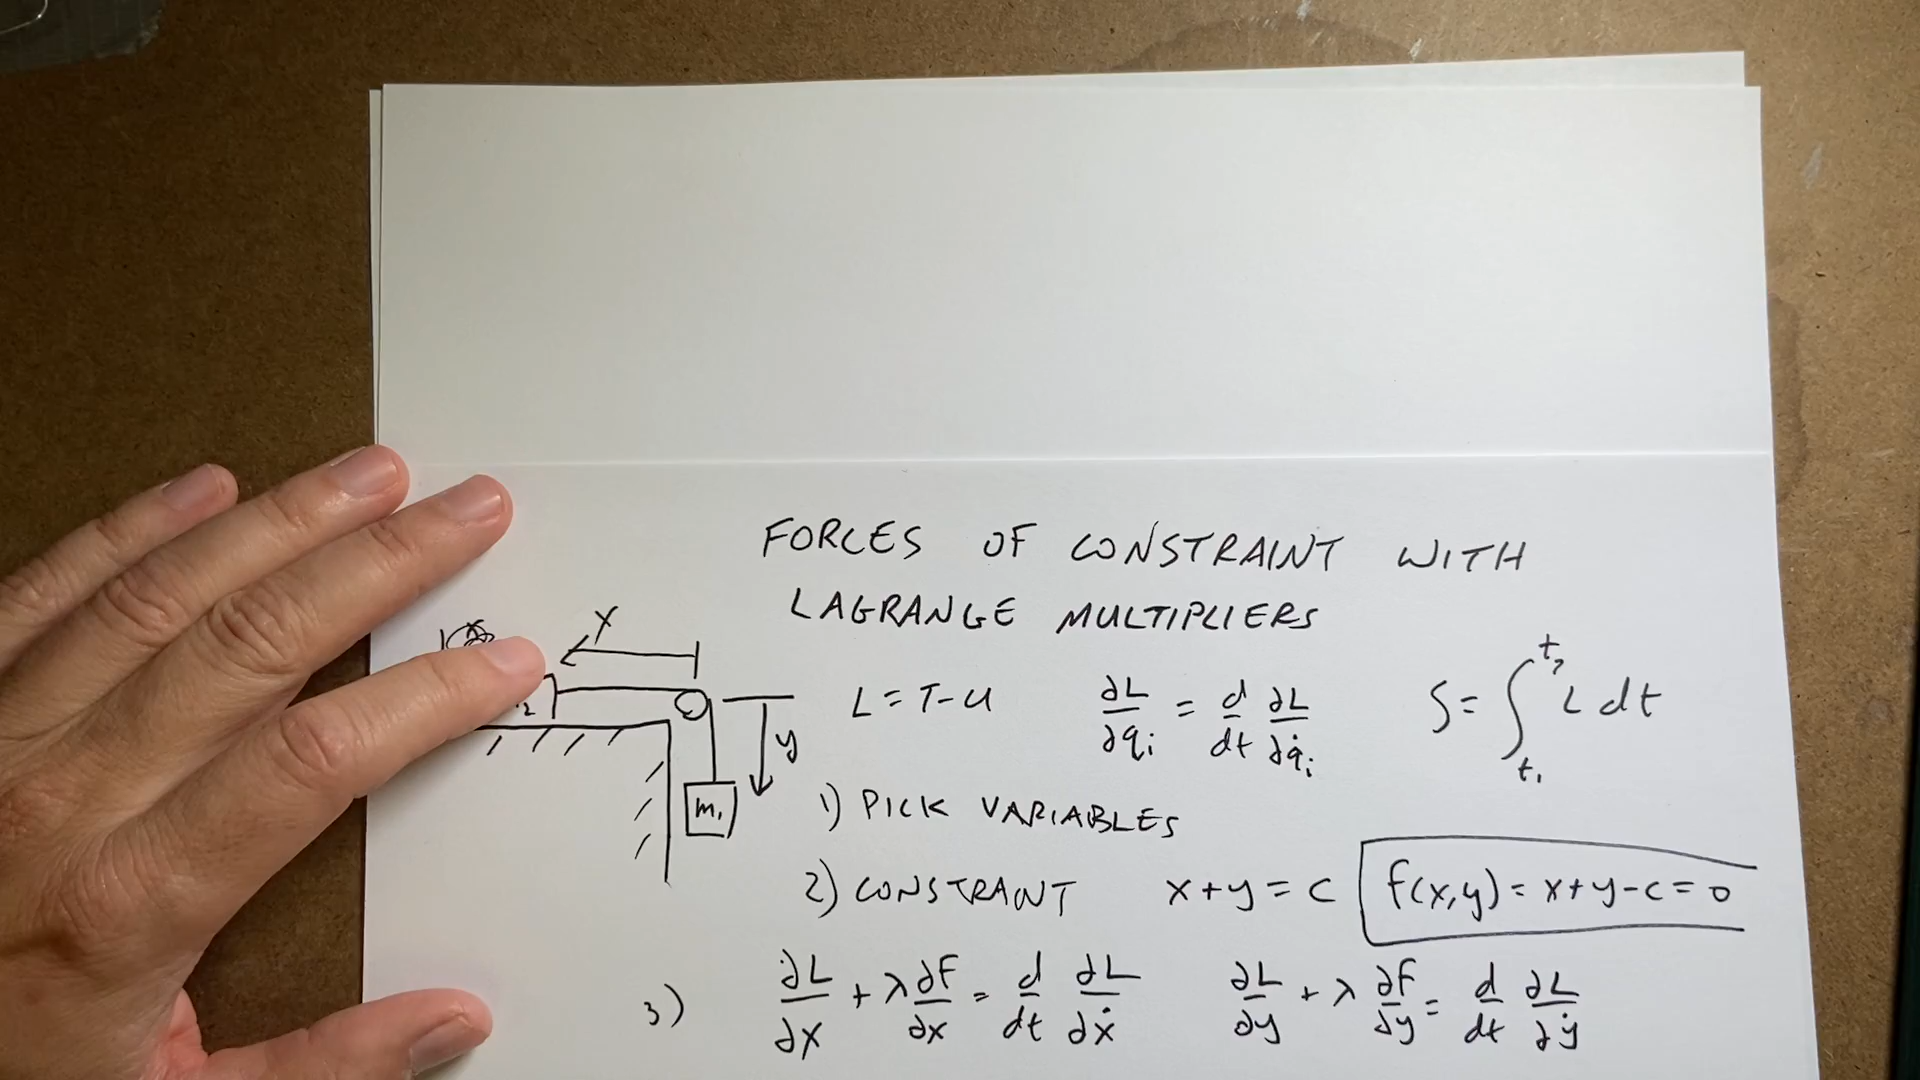 FORCES OF CONSTRAINT WITH
LAGRANGE MULTIPLIERS
x
L = T - U ∂L/∂qᵢ = d/dt ∂L/∂q̇ᵢ S = ∫_{t₁}^{t₂} L dt
y
m₁
1) PICK VARIABLES
2) CONSTRAINT x + y = C f(x,y) = x + y - C = 0
3) ∂L/∂x + λ ∂F/∂x = d/dt ∂L/∂ẋ ∂L/∂y + λ ∂F/∂y = d/dt ∂L/∂ẏ